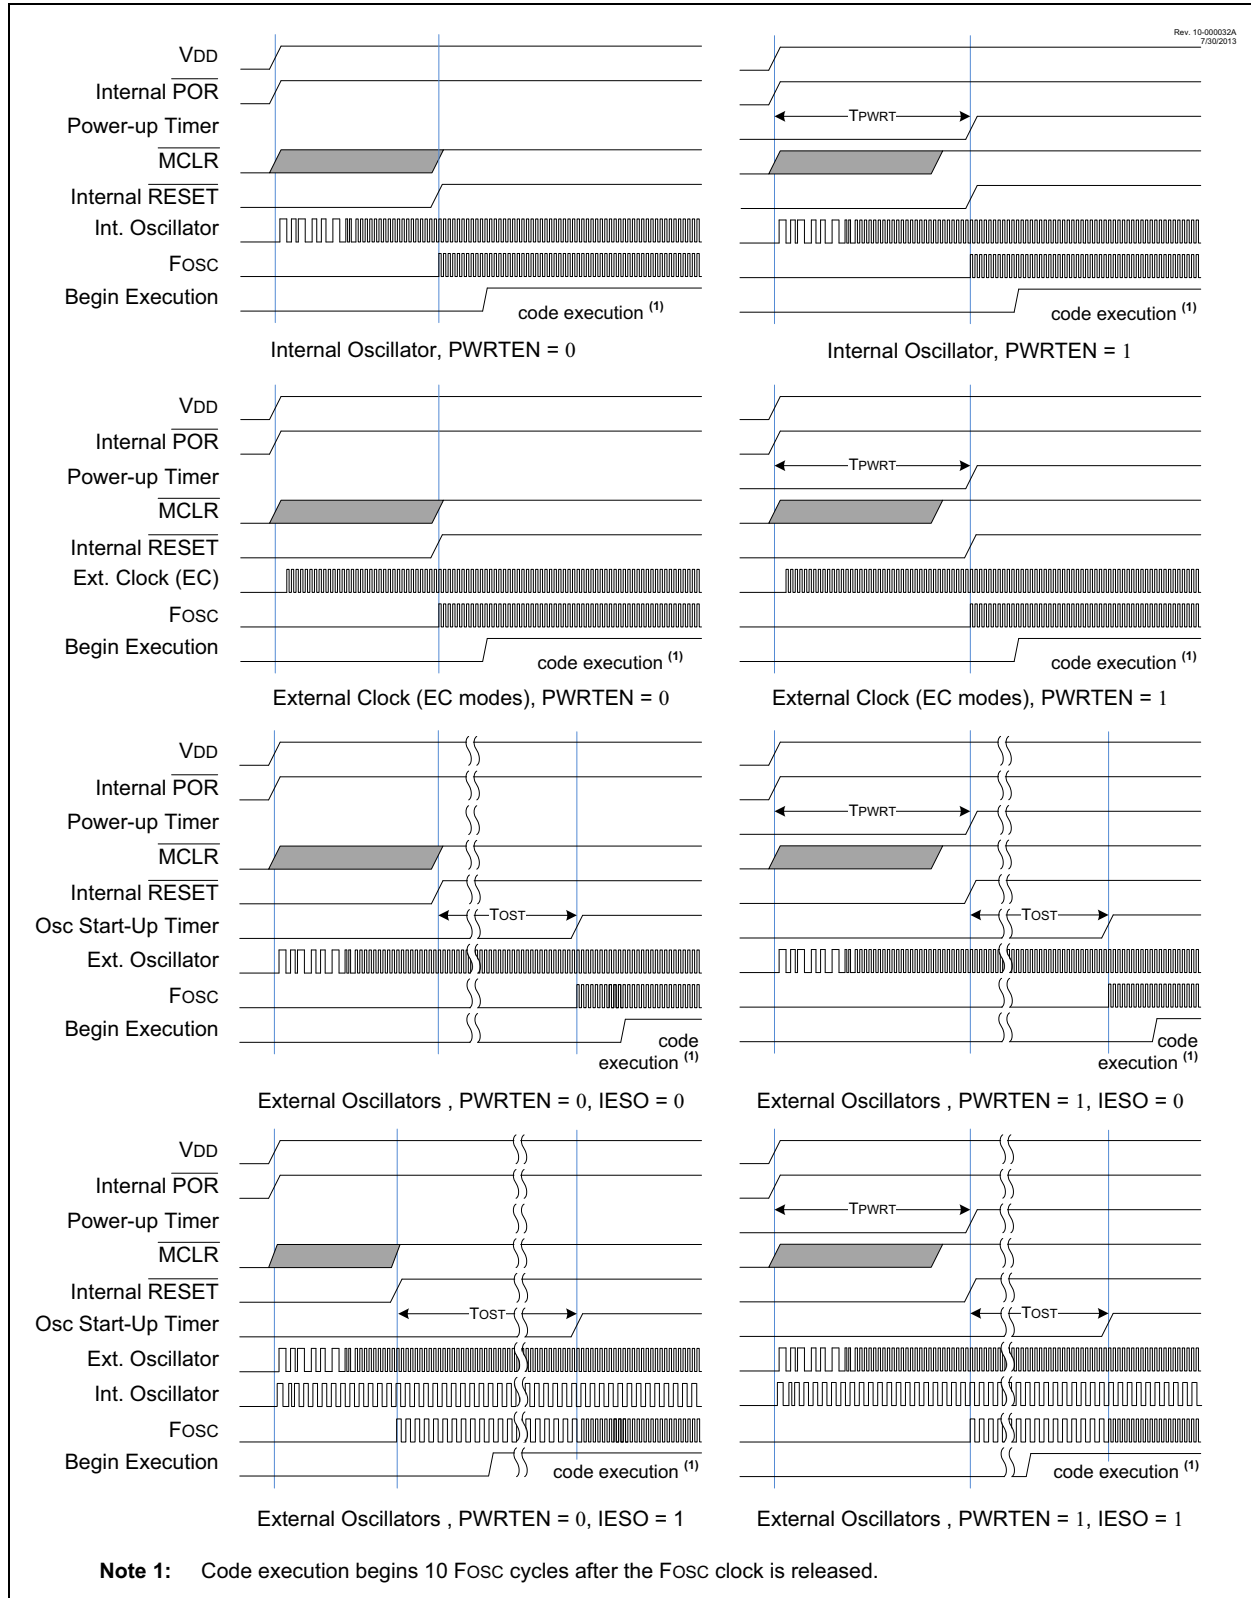 Rev. 10-000032A
7/30/2013
VDD
Internal POR
Power-up Timer
MCLR
Internal RESET
Int. Oscillator
FOSC
Begin Execution
code execution (1)
Internal Oscillator, PWRTEN = 0
TPWRT
code execution (1)
Internal Oscillator, PWRTEN = 1
VDD
Internal POR
Power-up Timer
MCLR
Internal RESET
Ext. Clock (EC)
FOSC
Begin Execution
code execution (1)
External Clock (EC modes), PWRTEN = 0
TPWRT
code execution (1)
External Clock (EC modes), PWRTEN = 1
VDD
Internal POR
Power-up Timer
MCLR
Internal RESET
Osc Start-Up Timer
Ext. Oscillator
FOSC
Begin Execution
TOST
code
execution (1)
External Oscillators , PWRTEN = 0, IESO = 0
TPWRT
TOST
code
execution (1)
External Oscillators , PWRTEN = 1, IESO = 0
VDD
Internal POR
Power-up Timer
MCLR
Internal RESET
Osc Start-Up Timer
Ext. Oscillator
Int. Oscillator
FOSC
Begin Execution
TOST
code execution (1)
External Oscillators , PWRTEN = 0, IESO = 1
TPWRT
TOST
code execution (1)
External Oscillators , PWRTEN = 1, IESO = 1
Note 1: Code execution begins 10 FOSC cycles after the FOSC clock is released.